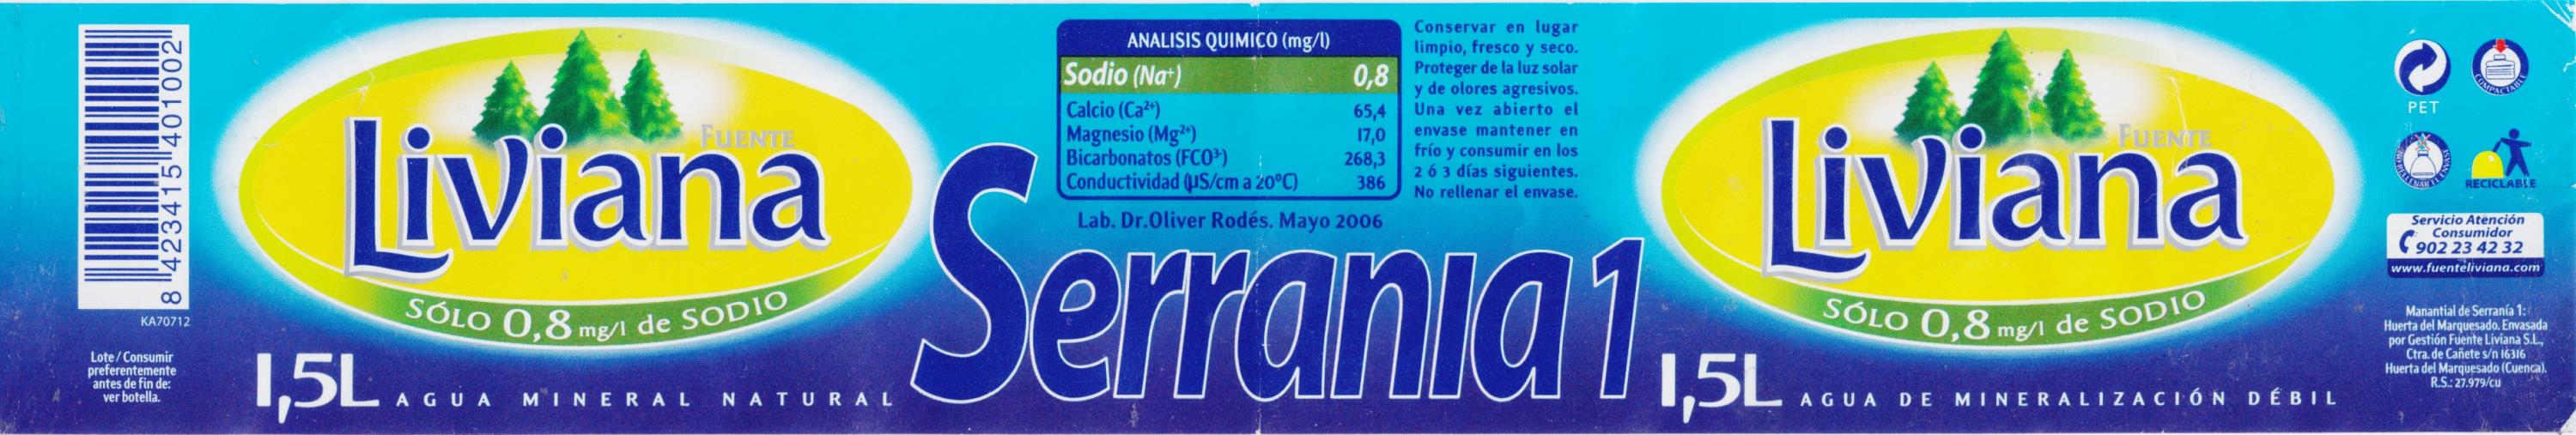 8 423415 401002
KA70712
Lote / Consumir
preferentemente
antes de fin de:
ver botella.
FUENTE
Liviana
SÓLO 0,8 mg/l de SODIO
1,5L AGUA MINERAL NATURAL
ANALISIS QUIMICO (mg/l)
Sodio (Na⁺) 0,8
Calcio (Ca²⁺) 65,4
Magnesio (Mg²⁺) 17,0
Bicarbonatos (FCO³⁻) 268,3
Conductividad (µS/cm a 20ºC) 386
Lab. Dr.Oliver Rodés. Mayo 2006
Serranía 1
Conservar en lugar
limpio, fresco y seco.
Proteger de la luz solar
y de olores agresivos.
Una vez abierto el
envase mantener en
frío y consumir en los
2 ó 3 días siguientes.
No rellenar el envase.
FUENTE
Liviana
SÓLO 0,8 mg/l de SODIO
1,5L AGUA DE MINERALIZACIÓN DÉBIL
PET
COMPACTABLE
NO RELLENAR EL ENVASE
RECICLABLE
Servicio Atención
Consumidor
902 23 42 32
www.fuenteliviana.com
Manantial de Serranía 1:
Huerta del Marquesado. Envasada
por Gestión Fuente Liviana S.L.,
Ctra. de Cañete s/n 16316
Huerta del Marquesado (Cuenca).
R.S.: 27.979/cu